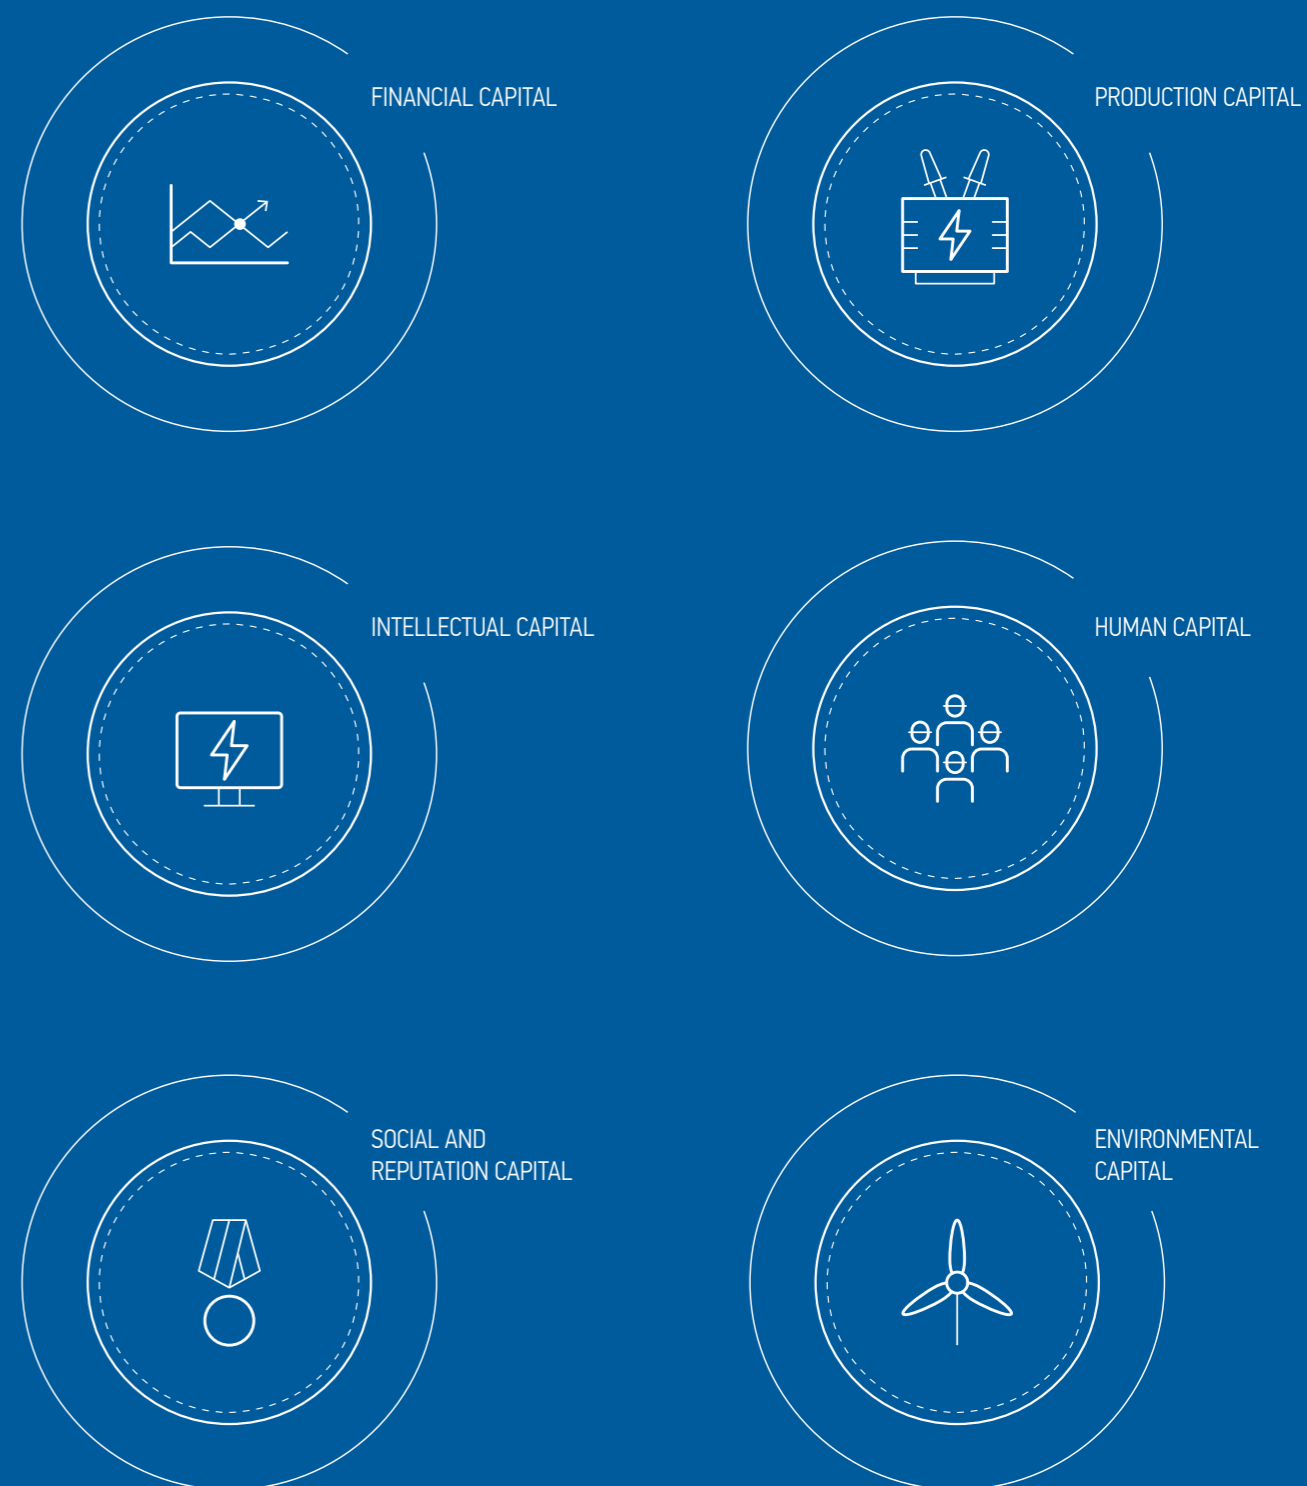 FINANCIAL CAPITAL
PRODUCTION CAPITAL
INTELLECTUAL CAPITAL
HUMAN CAPITAL
SOCIAL AND
REPUTATION CAPITAL
ENVIRONMENTAL
CAPITAL